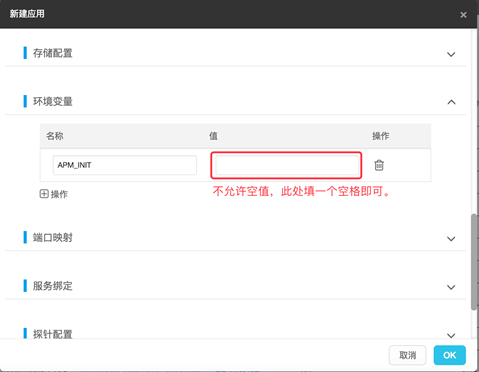 新建应用
存储配置
环境变量
名称 值 操作
APM_INIT
不允许空值，此处填一个空格即可。
操作
端口映射
服务绑定
探针配置
取消 OK